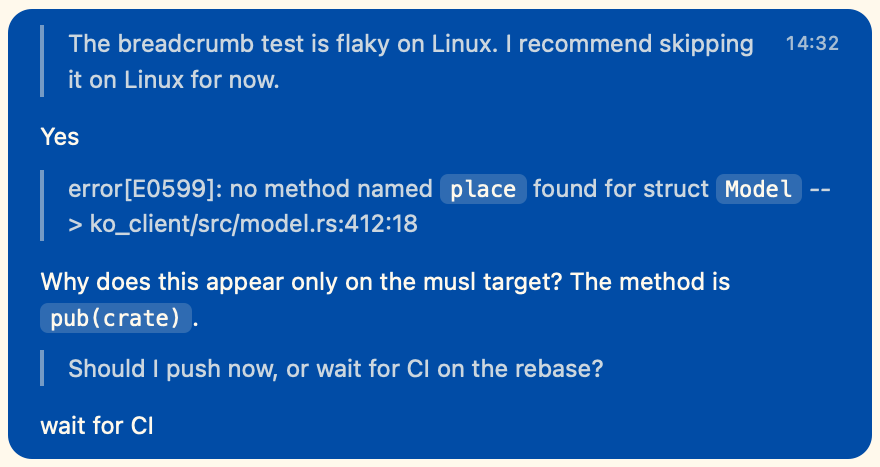 The breadcrumb test is flaky on Linux. I recommend skipping 14:32
it on Linux for now.
Yes
error[E0599]: no method named place found for struct Model --
> ko_client/src/model.rs:412:18
Why does this appear only on the musl target? The method is
pub(crate).
Should I push now, or wait for CI on the rebase?
wait for CI